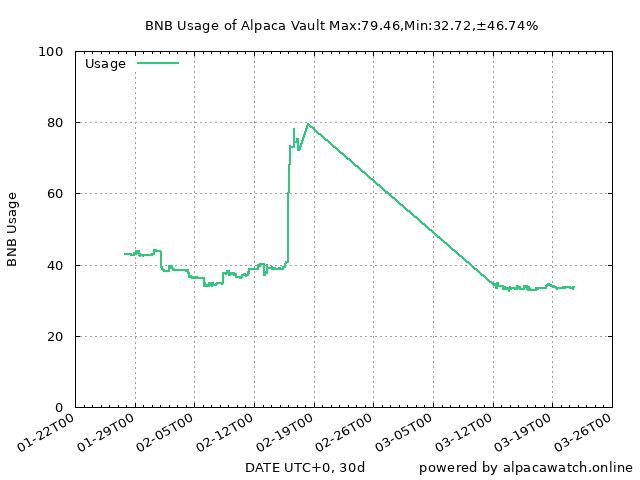 BNB Usage of Alpaca Vault Max:79.46,Min:32.72,±46.74%
Usage
BNB Usage
100
80
60
40
20
0
01-22T00 01-29T00 02-05T00 02-12T00 02-19T00 02-26T00 03-05T00 03-12T00 03-19T00 03-26T00
DATE UTC+0, 30d powered by alpacawatch.online